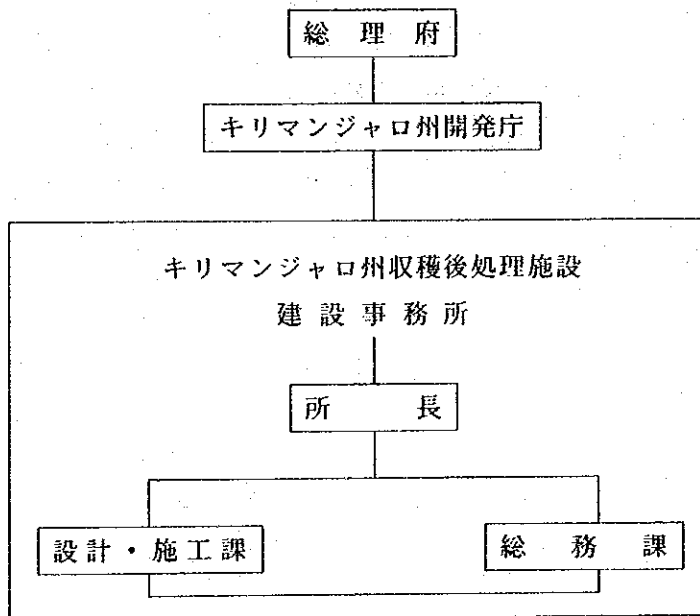 総理府
キリマンジャロ州開発庁
キリマンジャロ州収穫後処理施設
建設事務所
所長
設計・施工課
総務課